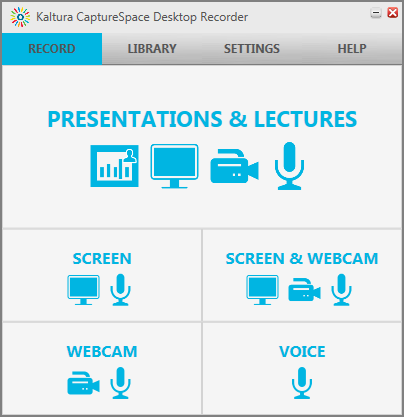 Kaltura CaptureSpace Desktop Recorder
RECORD LIBRARY SETTINGS HELP
PRESENTATIONS & LECTURES
SCREEN
SCREEN & WEBCAM
WEBCAM
VOICE